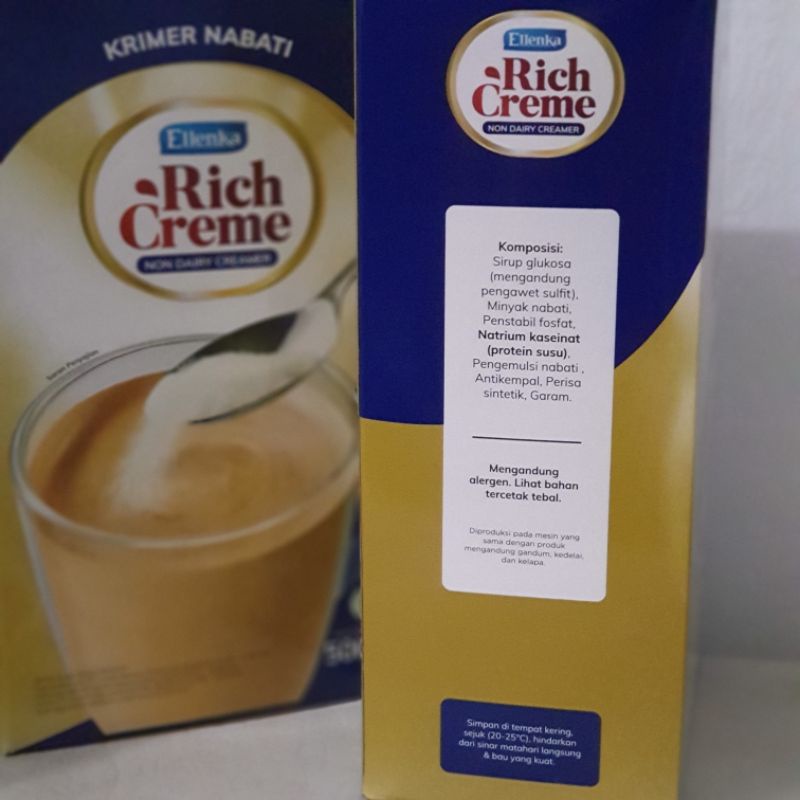 KRIMER NABATI
Ellenka
Rich
Creme
NON DAIRY CREAMER
Saran Penyajian
Ellenka
Rich
Creme
NON DAIRY CREAMER
Komposisi:
Sirup glukosa
(mengandung
pengawet sulfit),
Minyak nabati,
Penstabil fosfat,
Natrium kaseinat
(protein susu),
Pengemulsi nabati ,
Antikempal, Perisa
sintetik, Garam.
Mengandung
alergen. Lihat bahan
tercetak tebal.
Diproduksi pada mesin yang
sama dengan produk
mengandung gandum, kedelai,
dan kelapa.
Simpan di tempat kering,
sejuk (20-25°C), hindarkan
dari sinar matahari langsung
& bau yang kuat.